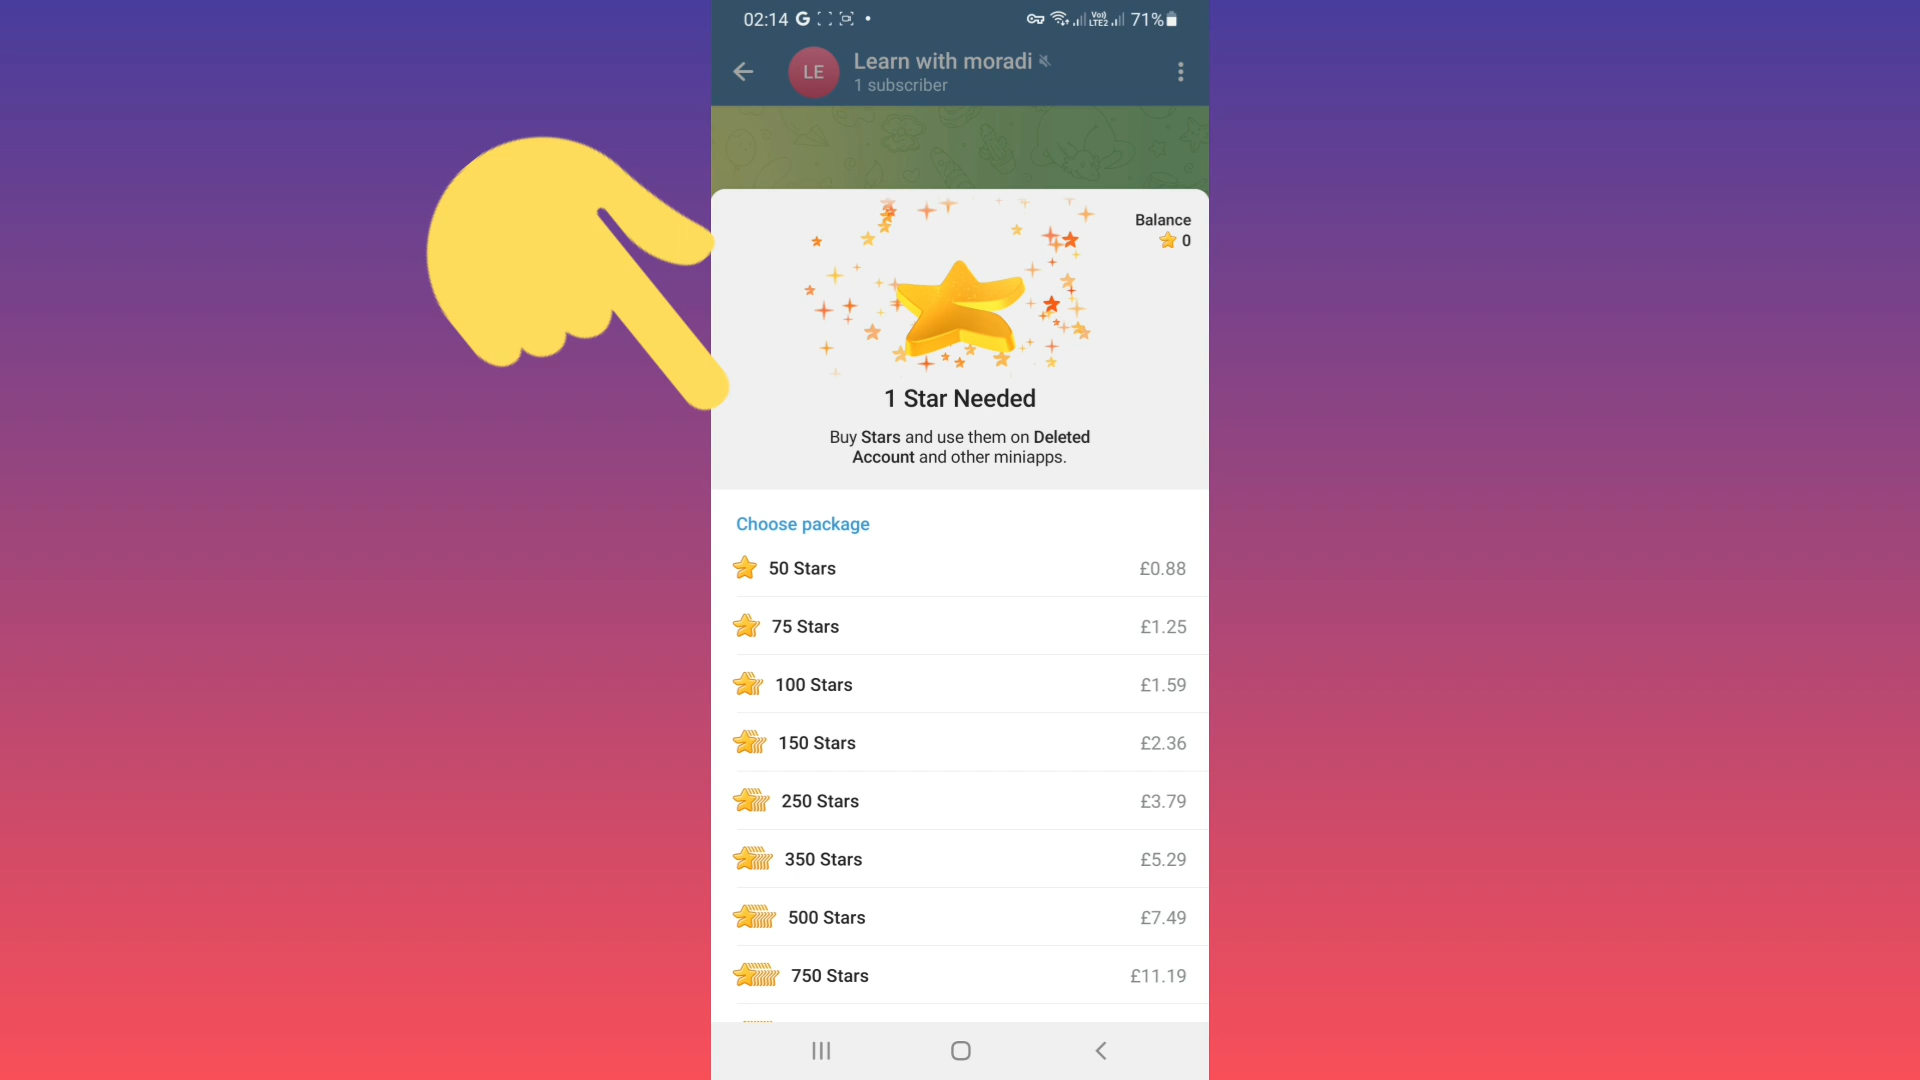 02:14 G
Vo))
LTE2
71%
LE
Learn with moradi
1 subscriber
Balance
0
1 Star Needed
Buy Stars and use them on Deleted
Account and other miniapps.
Choose package
50 Stars £0.88
75 Stars £1.25
100 Stars £1.59
150 Stars £2.36
250 Stars £3.79
350 Stars £5.29
500 Stars £7.49
750 Stars £11.19